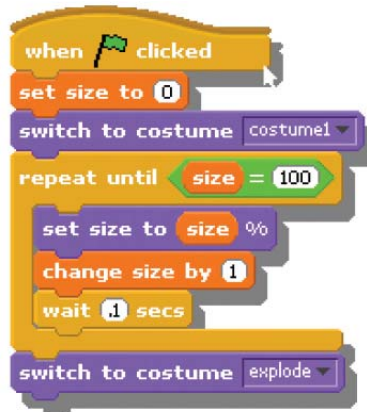 when clicked
set size to 0
switch to costume costume1
repeat until size = 100
set size to size %
change size by 1
wait .1 secs
switch to costume explode